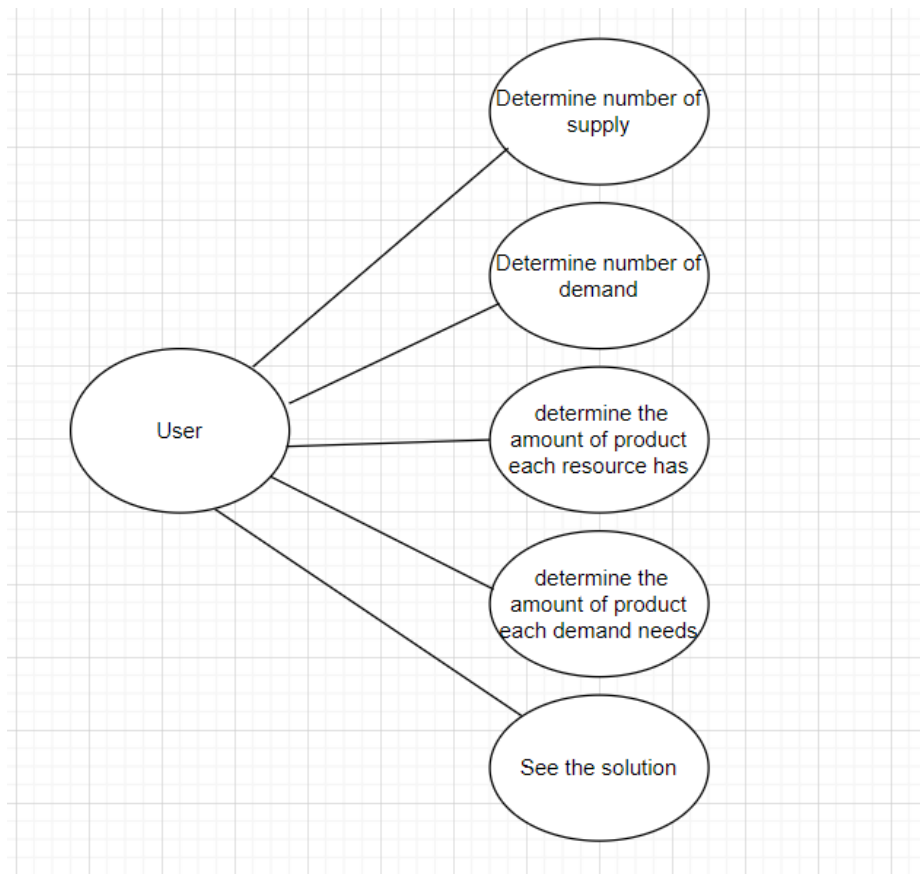 Determine number of
supply
Determine number of
demand
User
determine the
amount of product
each resource has
determine the
amount of product
each demand needs
See the solution